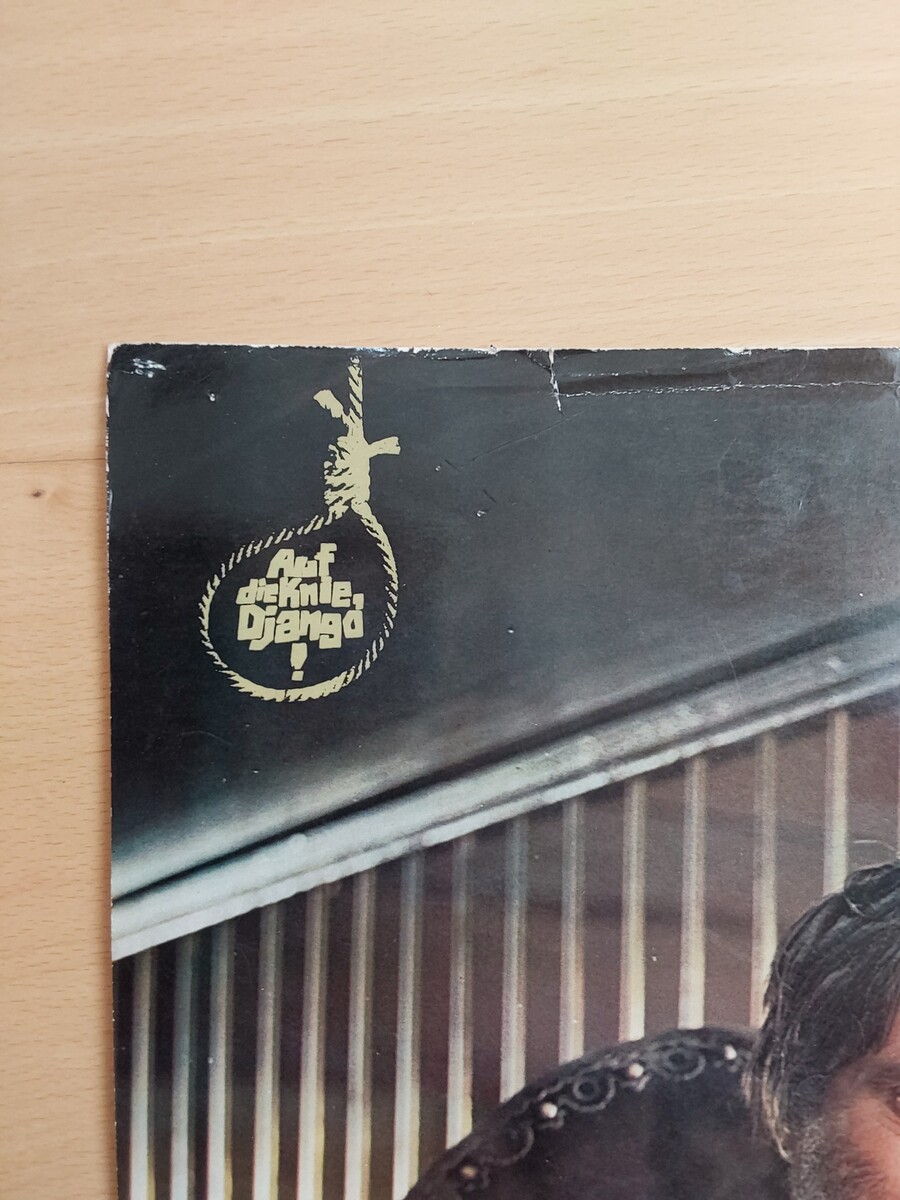 Auf
die Knie,
Django
!